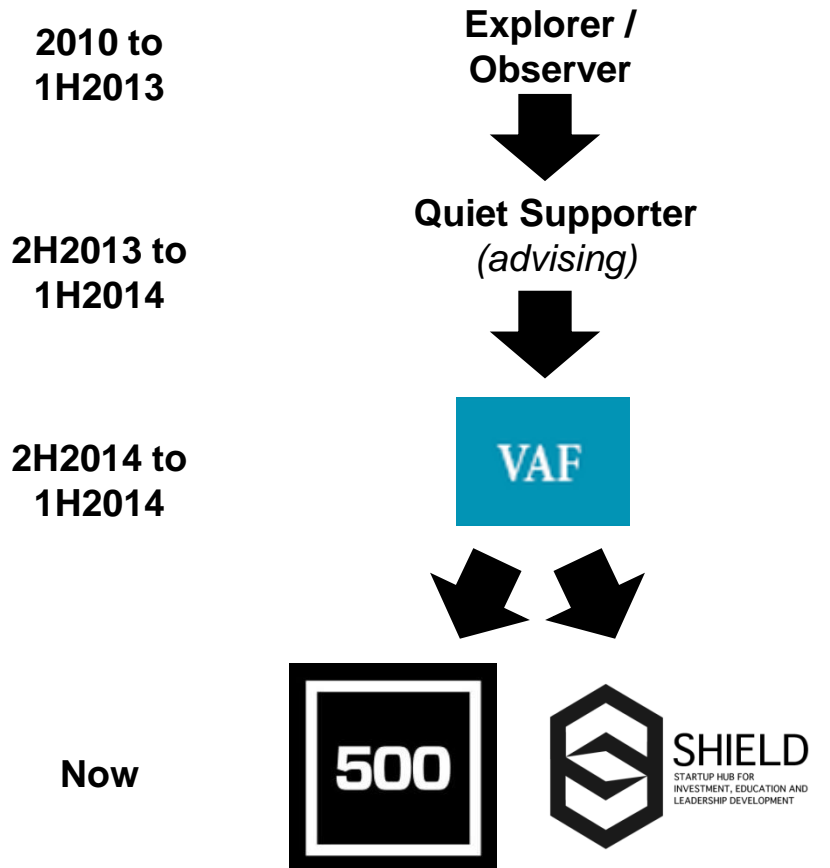 2010 to
1H2013
Explorer /
Observer
2H2013 to
1H2014
Quiet Supporter
(advising)
2H2014 to
1H2014
VAF
Now
500
SHIELD
STARTUP HUB FOR
INVESTMENT, EDUCATION AND
LEADERSHIP DEVELOPMENT